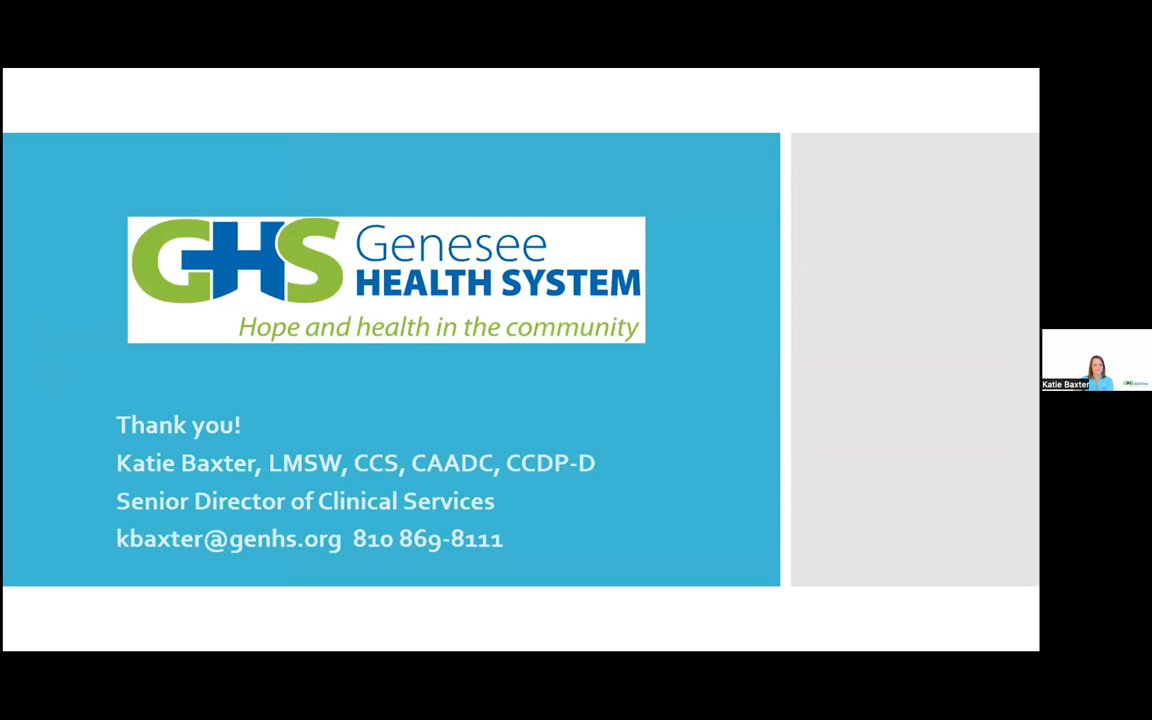 GHS Genesee
HEALTH SYSTEM
Hope and health in the community
Thank you!
Katie Baxter, LMSW, CCS, CAADC, CCDP-D
Senior Director of Clinical Services
kbaxter@genhs.org 810 869-8111
Katie Baxter
GHS